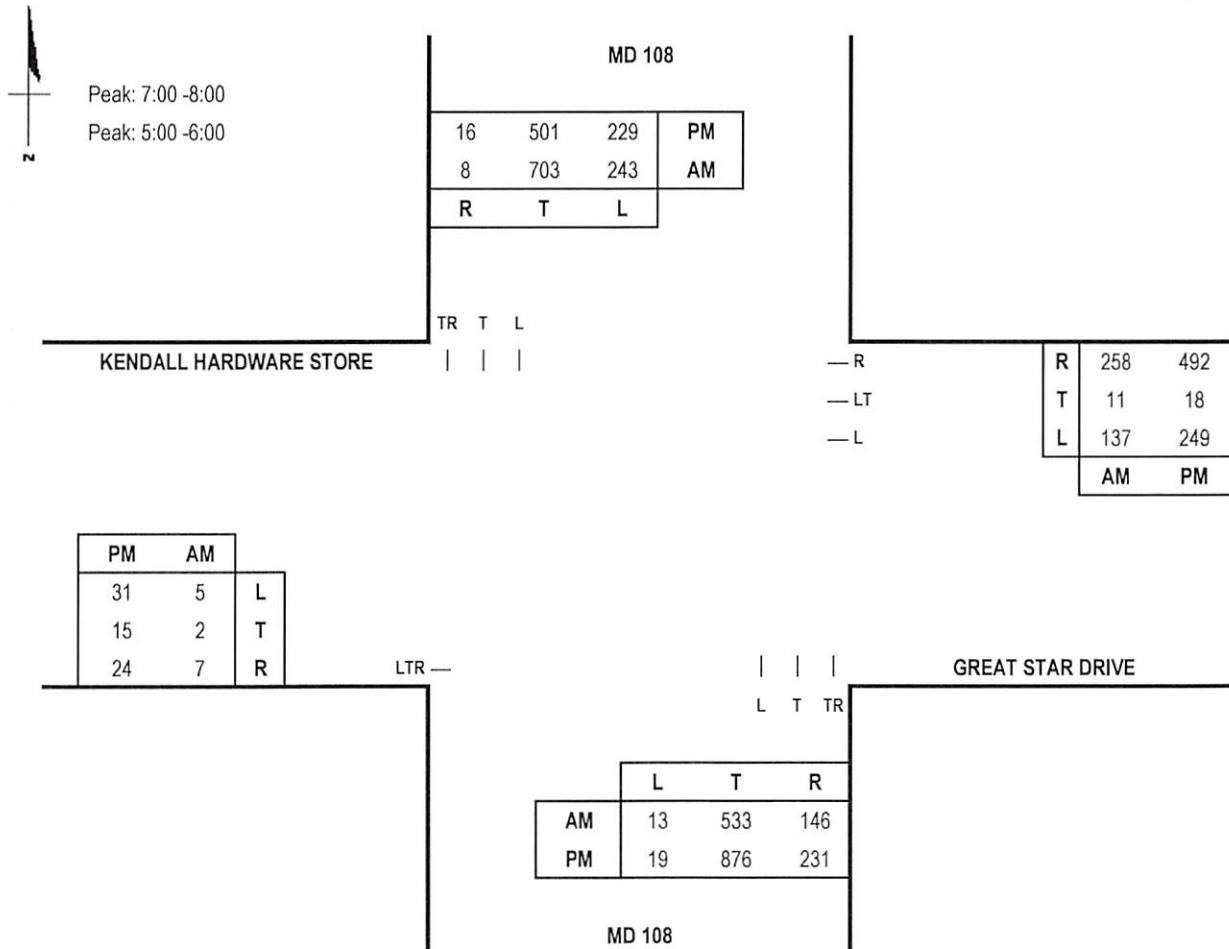 MD 108
Peak: 7:00 -8:00
Peak: 5:00 -6:00
16 501 229 PM
8 703 243 AM
R T L
TR T L
KENDALL HARDWARE STORE
R
LT
L
R 258 492
T 11 18
L 137 249
AM PM
PM AM
31 5 L
15 2 T
24 7 R
LTR
GREAT STAR DRIVE
L T TR
L T R
AM 13 533 146
PM 19 876 231
MD 108
N